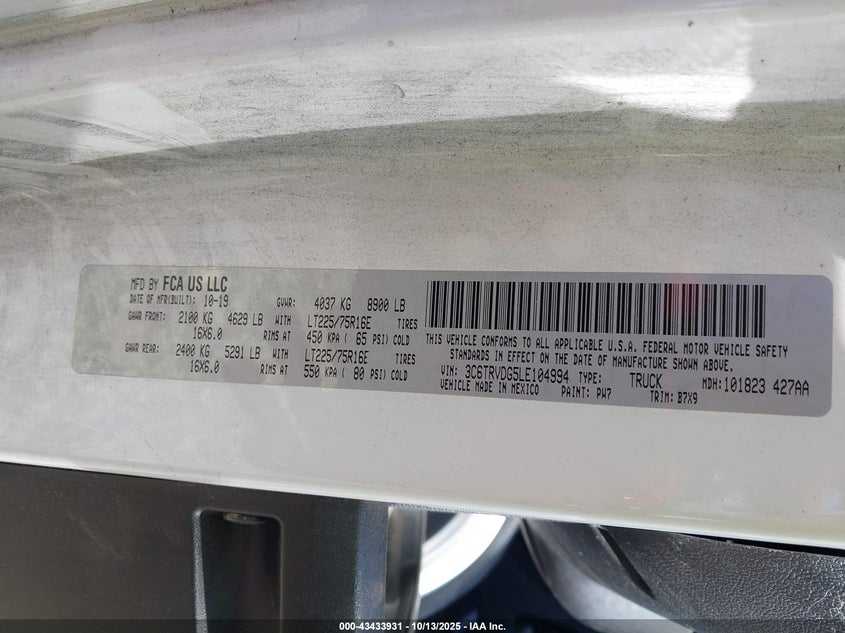 MFD BY FCA US LLC
DATE OF MFR(BUILT): 10-19 GVWR: 4037 KG 8900 LB
GAWR FRONT: 2100 KG 4629 LB WITH LT225/75R16E TIRES
16X6.0 RIMS AT 450 KPA ( 65 PSI) COLD
GAWR REAR: 2400 KG 5291 LB WITH LT225/75R16E TIRES
16X6.0 RIMS AT 550 KPA ( 80 PSI) COLD
THIS VEHICLE CONFORMS TO ALL APPLICABLE U.S.A. FEDERAL MOTOR VEHICLE SAFETY
STANDARDS IN EFFECT ON THE DATE OF MANUFACTURE SHOWN ABOVE.
VIN: 3C6TRVDG5LE104994 TYPE: TRUCK MDH:101823 427AA
VEHICLE MADE IN MEXICO PAINT: PW7 TRIM: B7X9
000-43433931 - 10/13/2025 - IAA Inc.